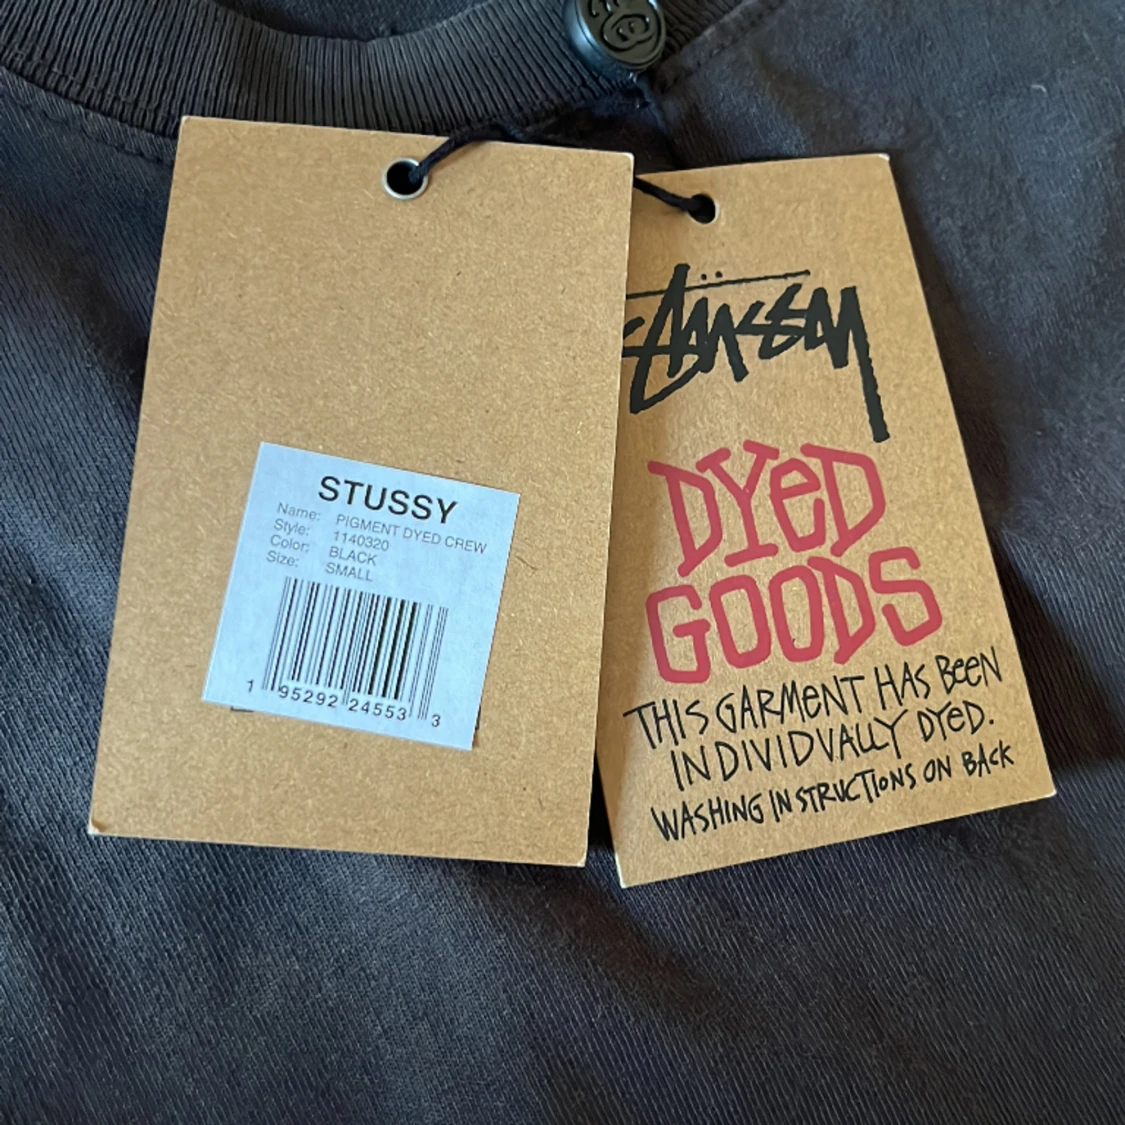 STUSSY
Name: PIGMENT DYED CREW
Style: 1140320
Color: BLACK
Size: SMALL
1 95292 24553 3
Stüssy
DYeD
GOODS
THIS GARMeNT HAS BeeN
INDIVIDVALLY DYeD.
WASHING INSTRUCTIONS ON BACK